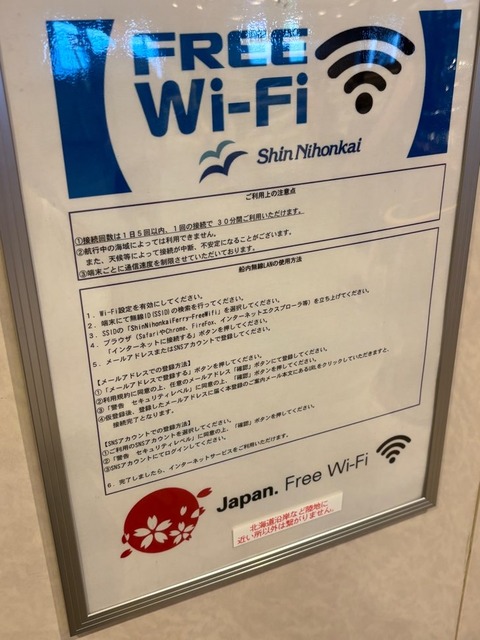 FREE
Wi-Fi
Shin Nihonkai
ご利用上の注意点
①接続回数は1日5回以内、1回の接続で 30分間ご利用いただけます。
②航行中の海域によっては利用できません。
また、天候等によって接続が中断、不安定になることがございます。
③端末ごとに通信速度を制限させていただいております。
船内無線LANの使用方法
1. Wi-Fi設定を有効にしてください。
2. 端末にて無線ID(SSID)の検索を行ってください。
3. SSIDの「ShinNihonkaiFerry-FreeWifi」を選択してください。
4. ブラウザ（SafariやChrome、FireFox、インターネットエクスプローラ等）を立ち上げてください。
「インターネットに接続する」ボタンを押してください。
5. メールアドレスまたはSNSアカウントで登録してください。
【メールアドレスでの登録方法】
①「メールアドレスで登録する」ボタンを押してください。
②利用規約に同意の上、任意のメールアドレス「確認」ボタンにて登録してください。
③「警告 セキュリティレベル」に同意の上、「確認」ボタンを押してください。
④仮登録後、登録したメールアドレスに届く本登録のご案内メール本文にあるURLをクリックしていただきますと、
接続完了となります。
【SNSアカウントでの登録方法】
①ご利用のSNSアカウントを選択してください。
②「警告 セキュリティレベル」に同意の上、「確認」ボタンを押してください。
③SNSアカウントにてログインしてください。
6. 完了しましたら、インターネットサービスをご利用いただけます。
Japan. Free Wi-Fi
北海道沿岸など陸地に
近い所以外は繋がりません。